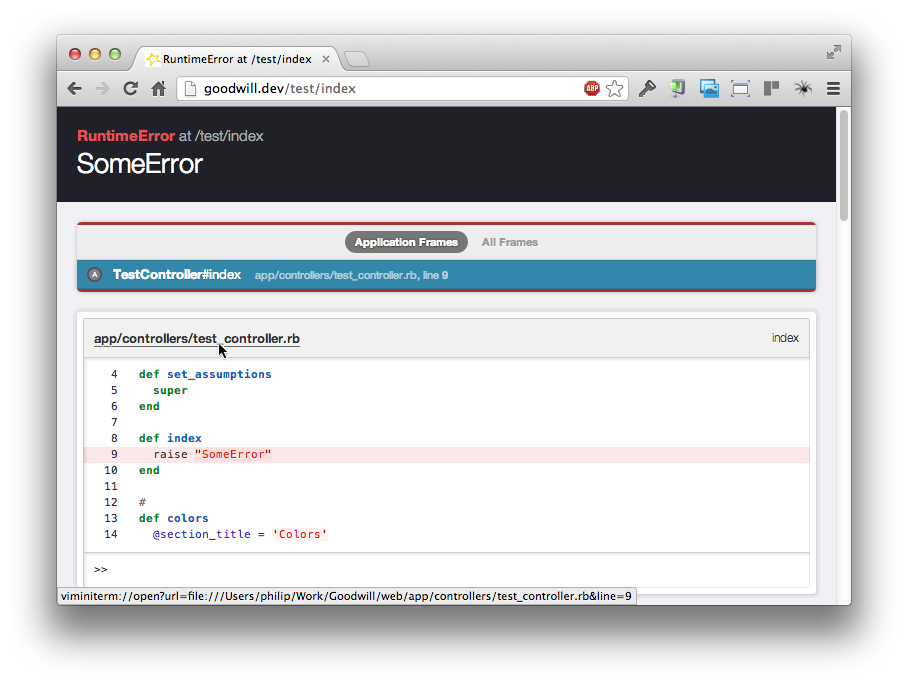 RuntimeError at /test/index
goodwill.dev/test/index
ABP
RuntimeError at /test/index
SomeError
Application Frames All Frames
A TestController#index app/controllers/test_controller.rb, line 9
app/controllers/test_controller.rb index
4 def set_assumptions
5 super
6 end
7
8 def index
9 raise "SomeError"
10 end
11
12 #
13 def colors
14 @section_title = 'Colors'
>>
viminiterm://open?url=file:///Users/philip/Work/Goodwill/web/app/controllers/test_controller.rb&line=9